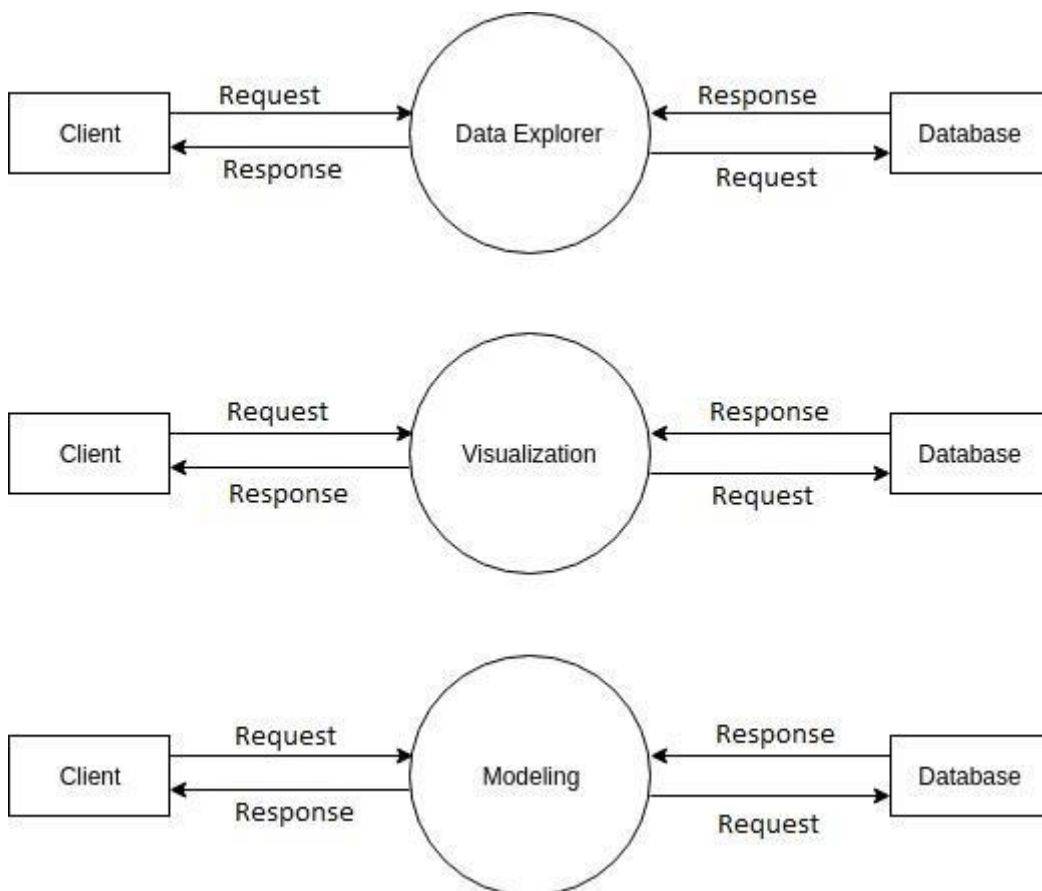 Request Response
Client Data Explorer Database
Response Request
Request Response
Client Visualization Database
Response Request
Request Response
Client Modeling Database
Response Request